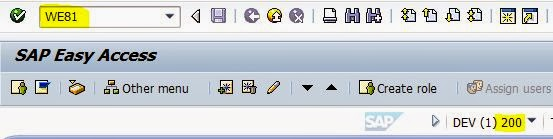 WE81
SAP Easy Access
Other menu Create role Assign users
SAP DEV (1) 200